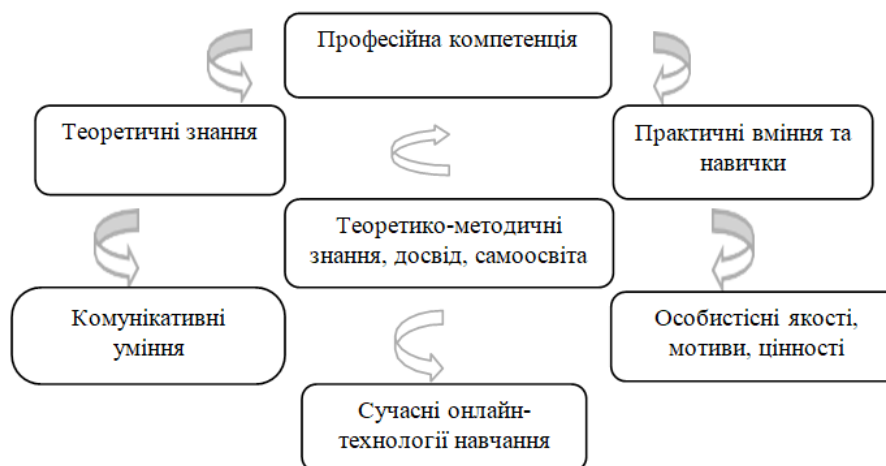 Професійна компетенція
Теоретичні знання
Практичні вміння та
навички
Теоретико-методичні
знання, досвід, самоосвіта
Комунікативні
уміння
Особистісні якості,
мотиви, цінності
Сучасні онлайн-
технології навчання